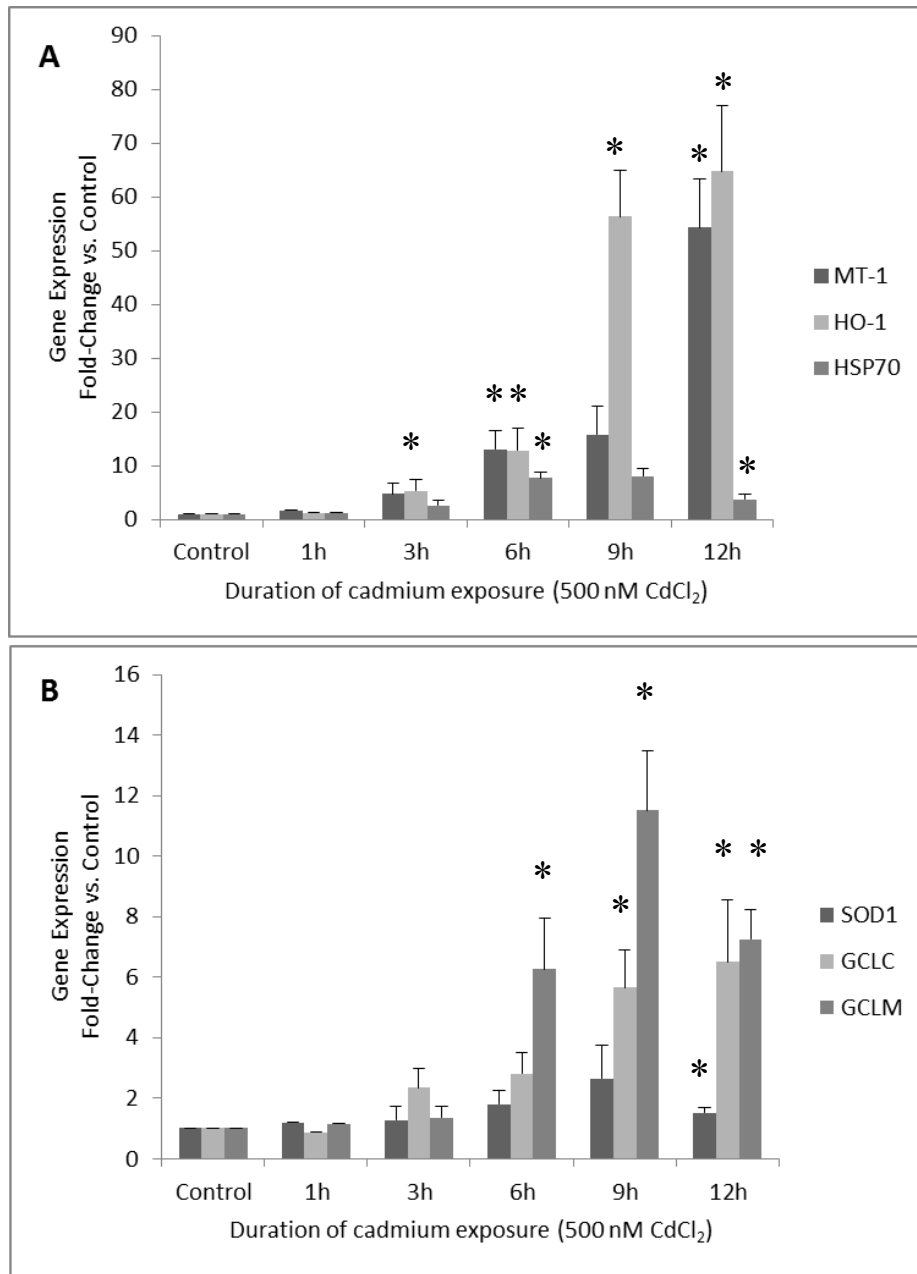 A
90
80
70
60
50
40
30
20
10
0
Gene Expression
Fold-Change vs. Control
* * * * * * * *
Control 1h 3h 6h 9h 12h
Duration of cadmium exposure (500 nM CdCl₂)
MT-1
HO-1
HSP70
B
16
14
12
10
8
6
4
2
0
Gene Expression
Fold-Change vs. Control
* * * * * *
Control 1h 3h 6h 9h 12h
Duration of cadmium exposure (500 nM CdCl₂)
SOD1
GCLC
GCLM